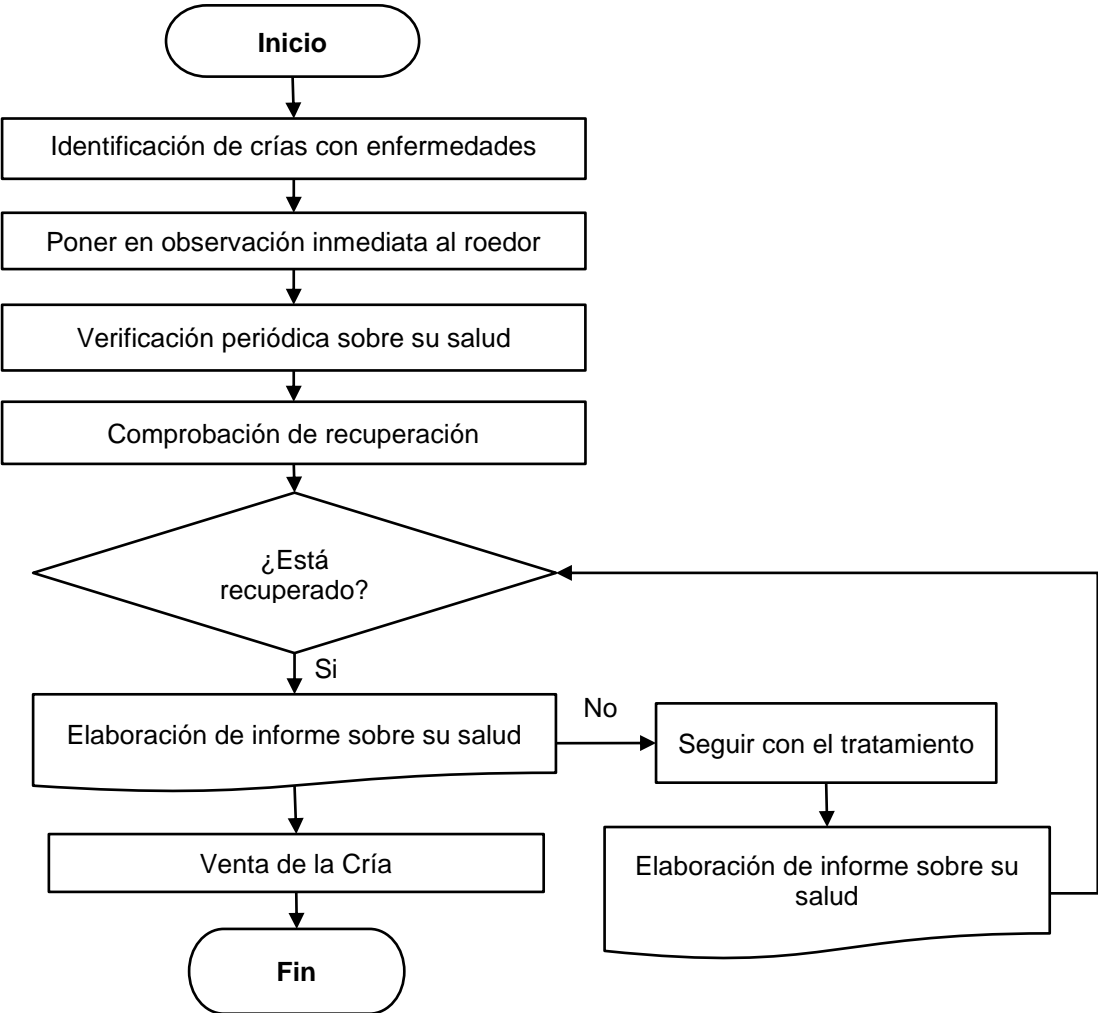 Inicio
Identificación de crías con enfermedades
Poner en observación inmediata al roedor
Verificación periódica sobre su salud
Comprobación de recuperación
¿Está
recuperado?
Si
Elaboración de informe sobre su salud
No
Seguir con el tratamiento
Venta de la Cría
Elaboración de informe sobre su
salud
Fin